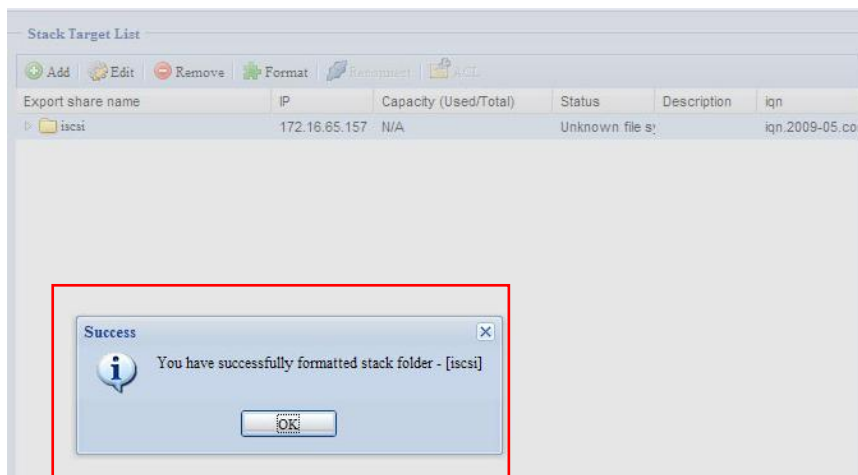 Stack Target List
Add Edit Remove Format Reconnect ACL
Export share name IP Capacity (Used/Total) Status Description iqn
iscsi 172.16.65.157 N/A Unknown file sy iqn.2009-05.co
Success
You have successfully formatted stack folder - [iscsi]
OK